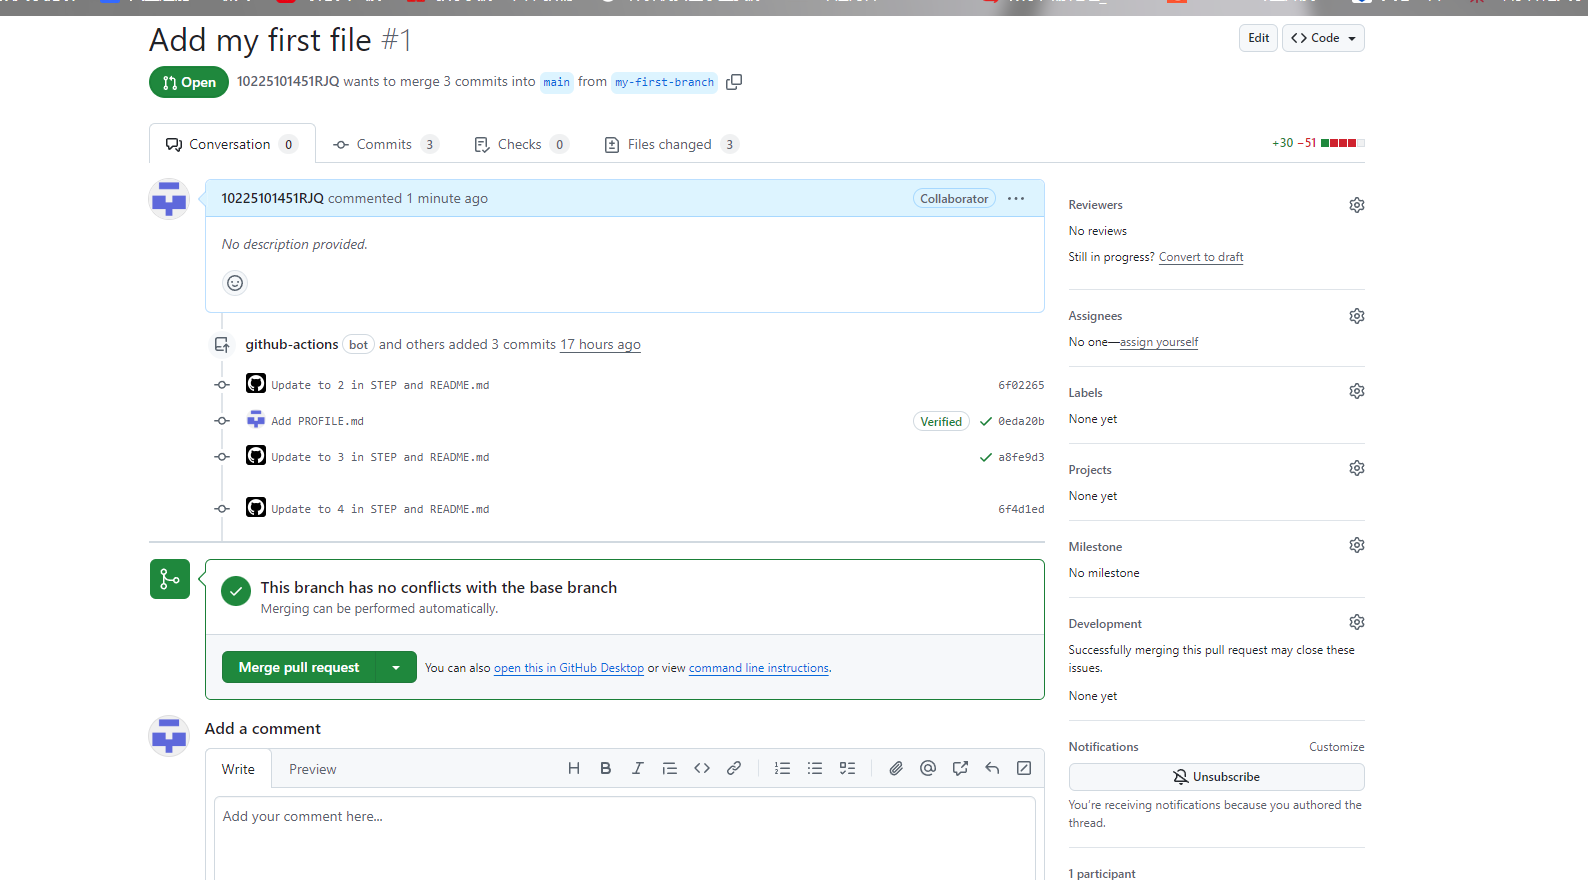 Add my first file #1
Edit
Code
Open
10225101451RJQ wants to merge 3 commits into main from my-first-branch
Conversation 0
Commits 3
Checks 0
Files changed 3
+30 −51
10225101451RJQ commented 1 minute ago
Collaborator
No description provided.
github-actions bot and others added 3 commits 17 hours ago
Update to 2 in STEP and README.md
6f02265
Add PROFILE.md
Verified
0eda20b
Update to 3 in STEP and README.md
a8fe9d3
Update to 4 in STEP and README.md
6f4d1ed
This branch has no conflicts with the base branch
Merging can be performed automatically.
Merge pull request
You can also open this in GitHub Desktop or view command line instructions.
Add a comment
Write
Preview
Add your comment here...
Reviewers
No reviews
Still in progress? Convert to draft
Assignees
No one—assign yourself
Labels
None yet
Projects
None yet
Milestone
No milestone
Development
Successfully merging this pull request may close these
issues.
None yet
Notifications
Customize
Unsubscribe
You're receiving notifications because you authored the
thread.
1 participant